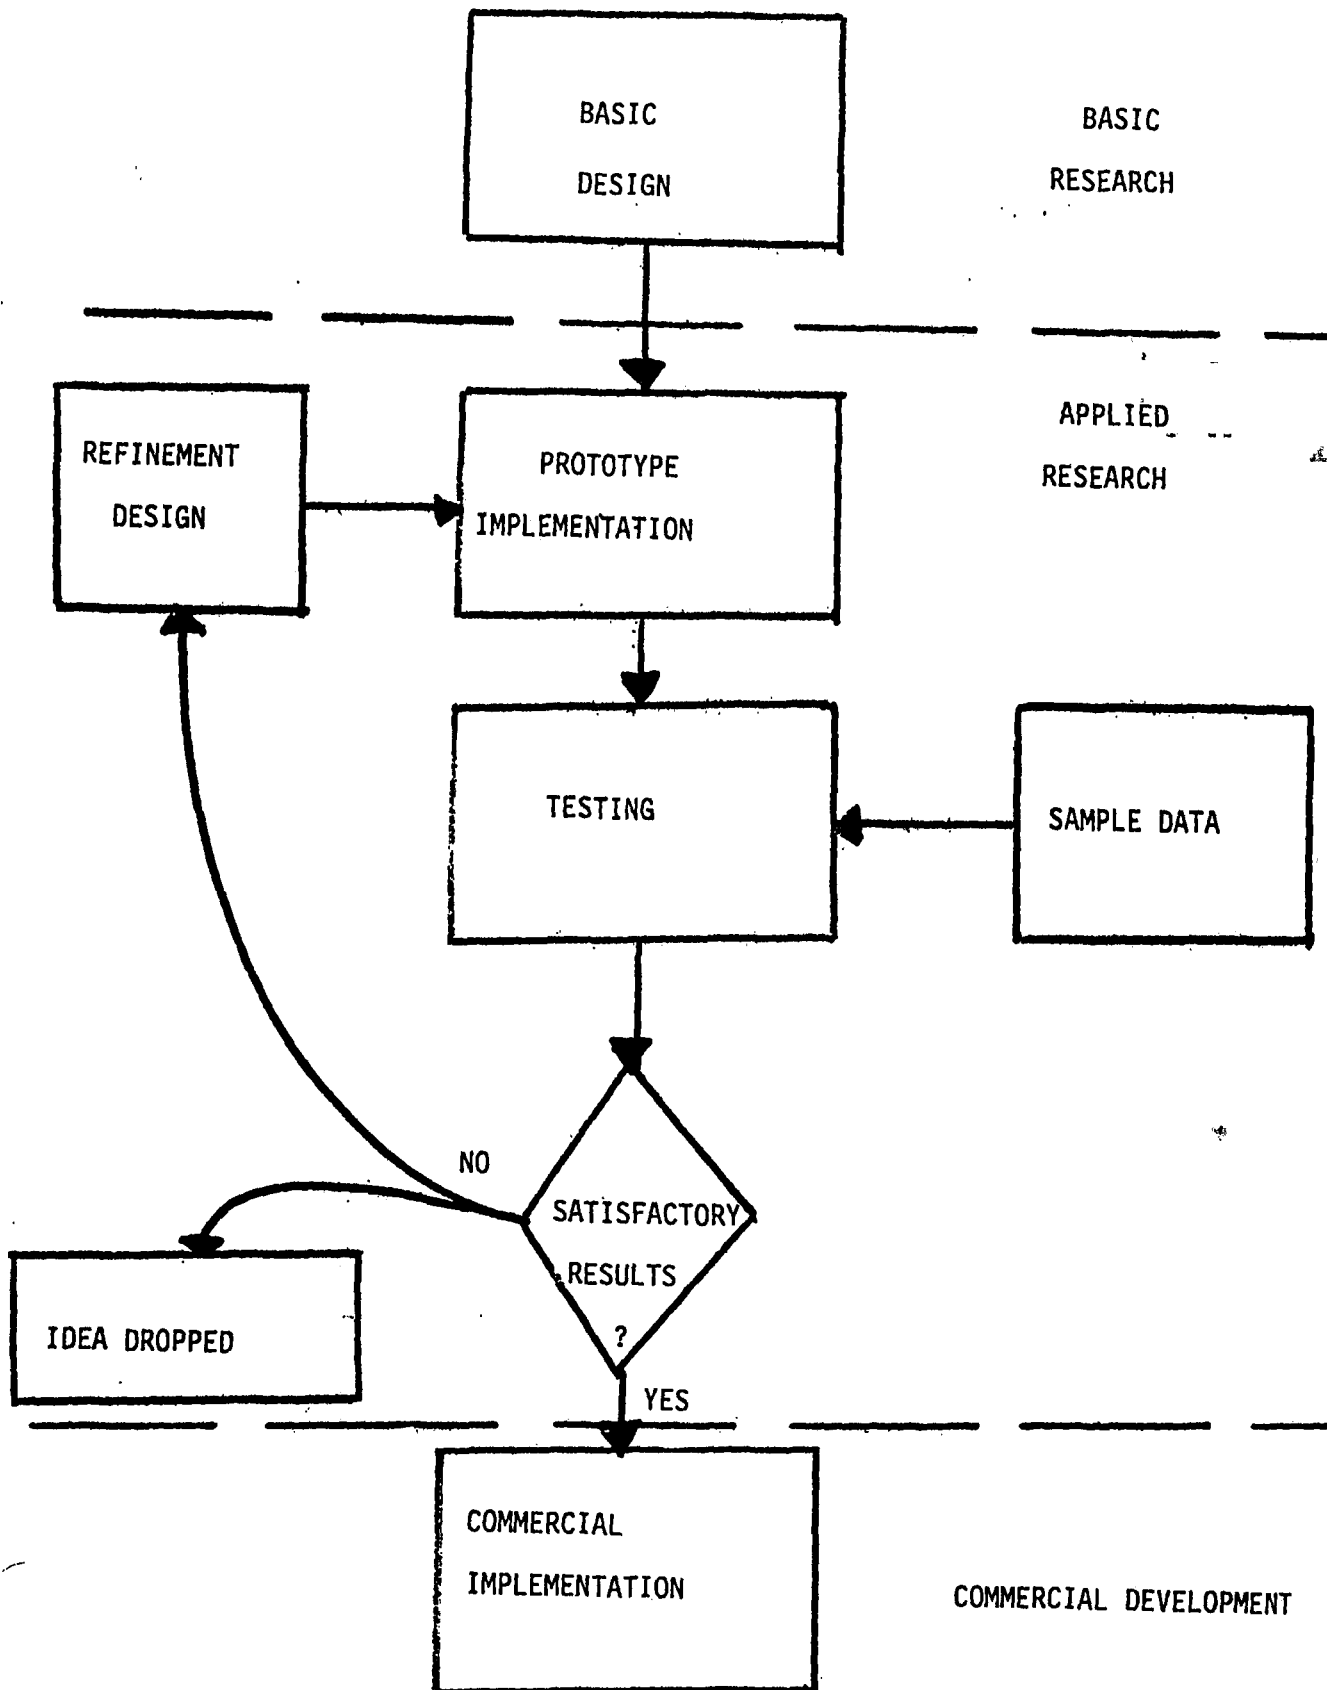 BASIC
DESIGN
BASIC
RESEARCH
REFINEMENT
DESIGN
PROTOTYPE
IMPLEMENTATION
APPLIED
RESEARCH
TESTING
SAMPLE DATA
NO
SATISFACTORY
RESULTS
?
IDEA DROPPED
YES
COMMERCIAL
IMPLEMENTATION
COMMERCIAL DEVELOPMENT